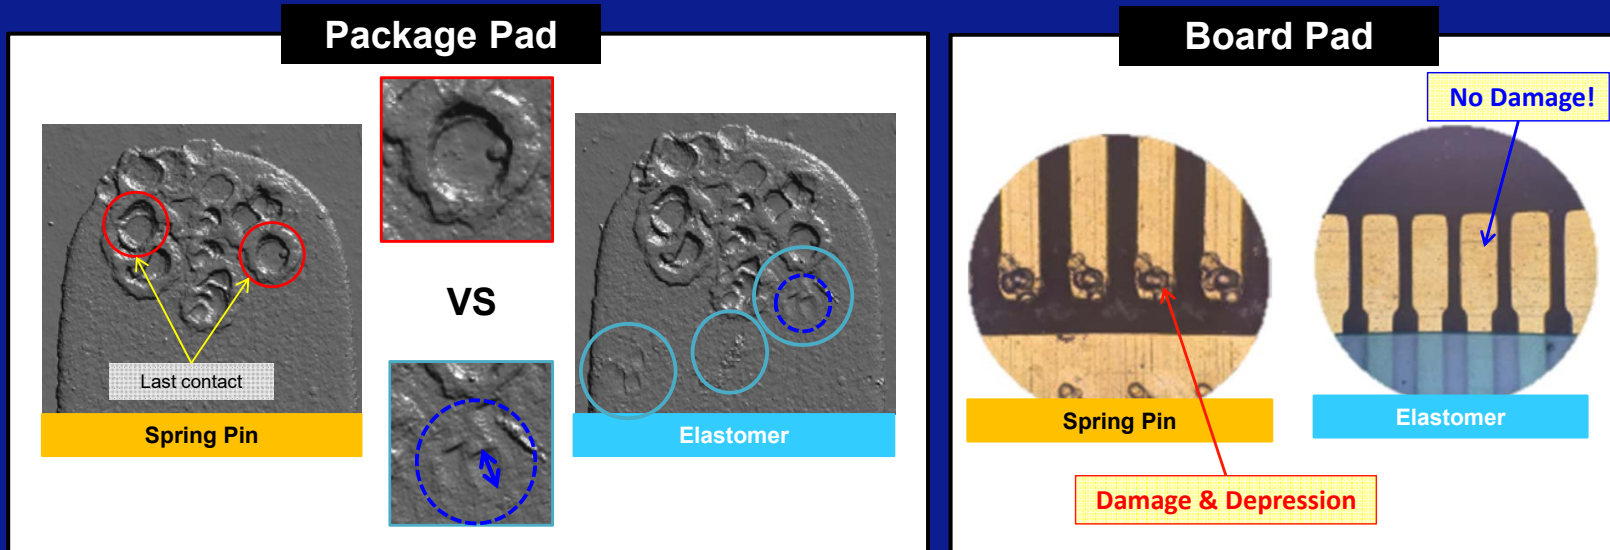 Package Pad
Board Pad
No Damage!
VS
Last contact
Spring Pin
Elastomer
Spring Pin
Elastomer
Damage & Depression